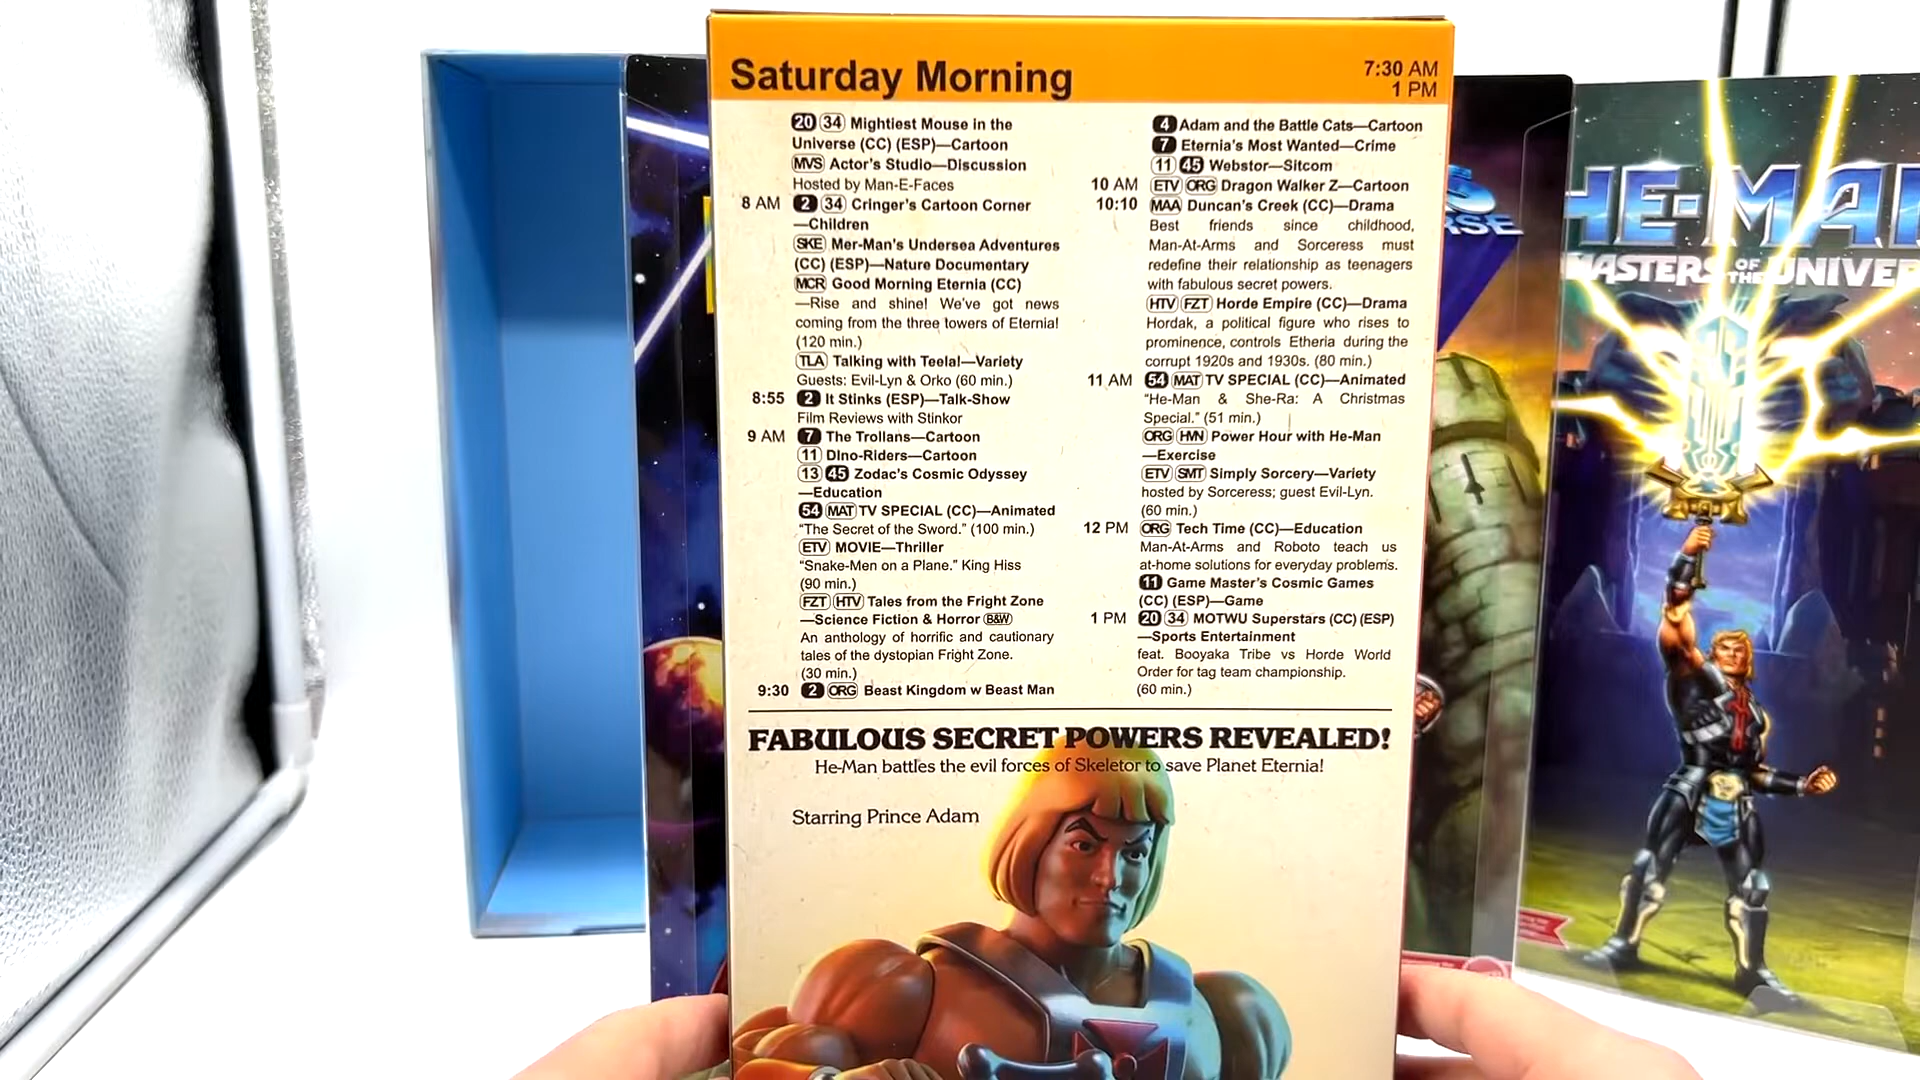 Saturday Morning
7:30 AM
1 PM
20 34 Mightiest Mouse in the
Universe (CC) (ESP)—Cartoon
MVS Actor's Studio—Discussion
Hosted by Man-E-Faces
8 AM 2 34 Cringer's Cartoon Corner
—Children
SKE Mer-Man's Undersea Adventures
(CC) (ESP)—Nature Documentary
MCR Good Morning Eternia (CC)
—Rise and shine! We've got news
coming from the three towers of Eternia!
(120 min.)
TLA Talking with Teela!—Variety
Guests: Evil-Lyn & Orko (60 min.)
8:55 2 It Stinks (ESP)—Talk-Show
Film Reviews with Stinkor
9 AM 7 The Trollans—Cartoon
11 Dino-Riders—Cartoon
13 45 Zodac's Cosmic Odyssey
—Education
54 MAT TV SPECIAL (CC)—Animated
"The Secret of the Sword." (100 min.)
ETV MOVIE—Thriller
"Snake-Men on a Plane." King Hiss
(90 min.)
FZT HTV Tales from the Fright Zone
—Science Fiction & Horror B&W
An anthology of horrific and cautionary
tales of the dystopian Fright Zone.
(30 min.)
9:30 2 ORG Beast Kingdom w Beast Man
4 Adam and the Battle Cats—Cartoon
7 Eternia's Most Wanted—Crime
11 45 Webstor—Sitcom
10 AM ETV ORG Dragon Walker Z—Cartoon
10:10 MAA Duncan's Creek (CC)—Drama
Best friends since childhood,
Man-At-Arms and Sorceress must
redefine their relationship as teenagers
with fabulous secret powers.
HTV FZT Horde Empire (CC)—Drama
Hordak, a political figure who rises to
prominence, controls Etheria during the
corrupt 1920s and 1930s. (80 min.)
11 AM 54 MAT TV SPECIAL (CC)—Animated
"He-Man & She-Ra: A Christmas
Special." (51 min.)
ORG HVN Power Hour with He-Man
—Exercise
ETV SMT Simply Sorcery—Variety
hosted by Sorceress; guest Evil-Lyn.
(60 min.)
12 PM ORG Tech Time (CC)—Education
Man-At-Arms and Roboto teach us
at-home solutions for everyday problems.
11 Game Master's Cosmic Games
(CC) (ESP)—Game
1 PM 20 34 MOTWU Superstars (CC) (ESP)
—Sports Entertainment
feat. Booyaka Tribe vs Horde World
Order for tag team championship.
(60 min.)
FABULOUS SECRET POWERS REVEALED!
He-Man battles the evil forces of Skeletor to save Planet Eternia!
Starring Prince Adam
HE-MAN
MASTERS OF THE UNIVER
RSE